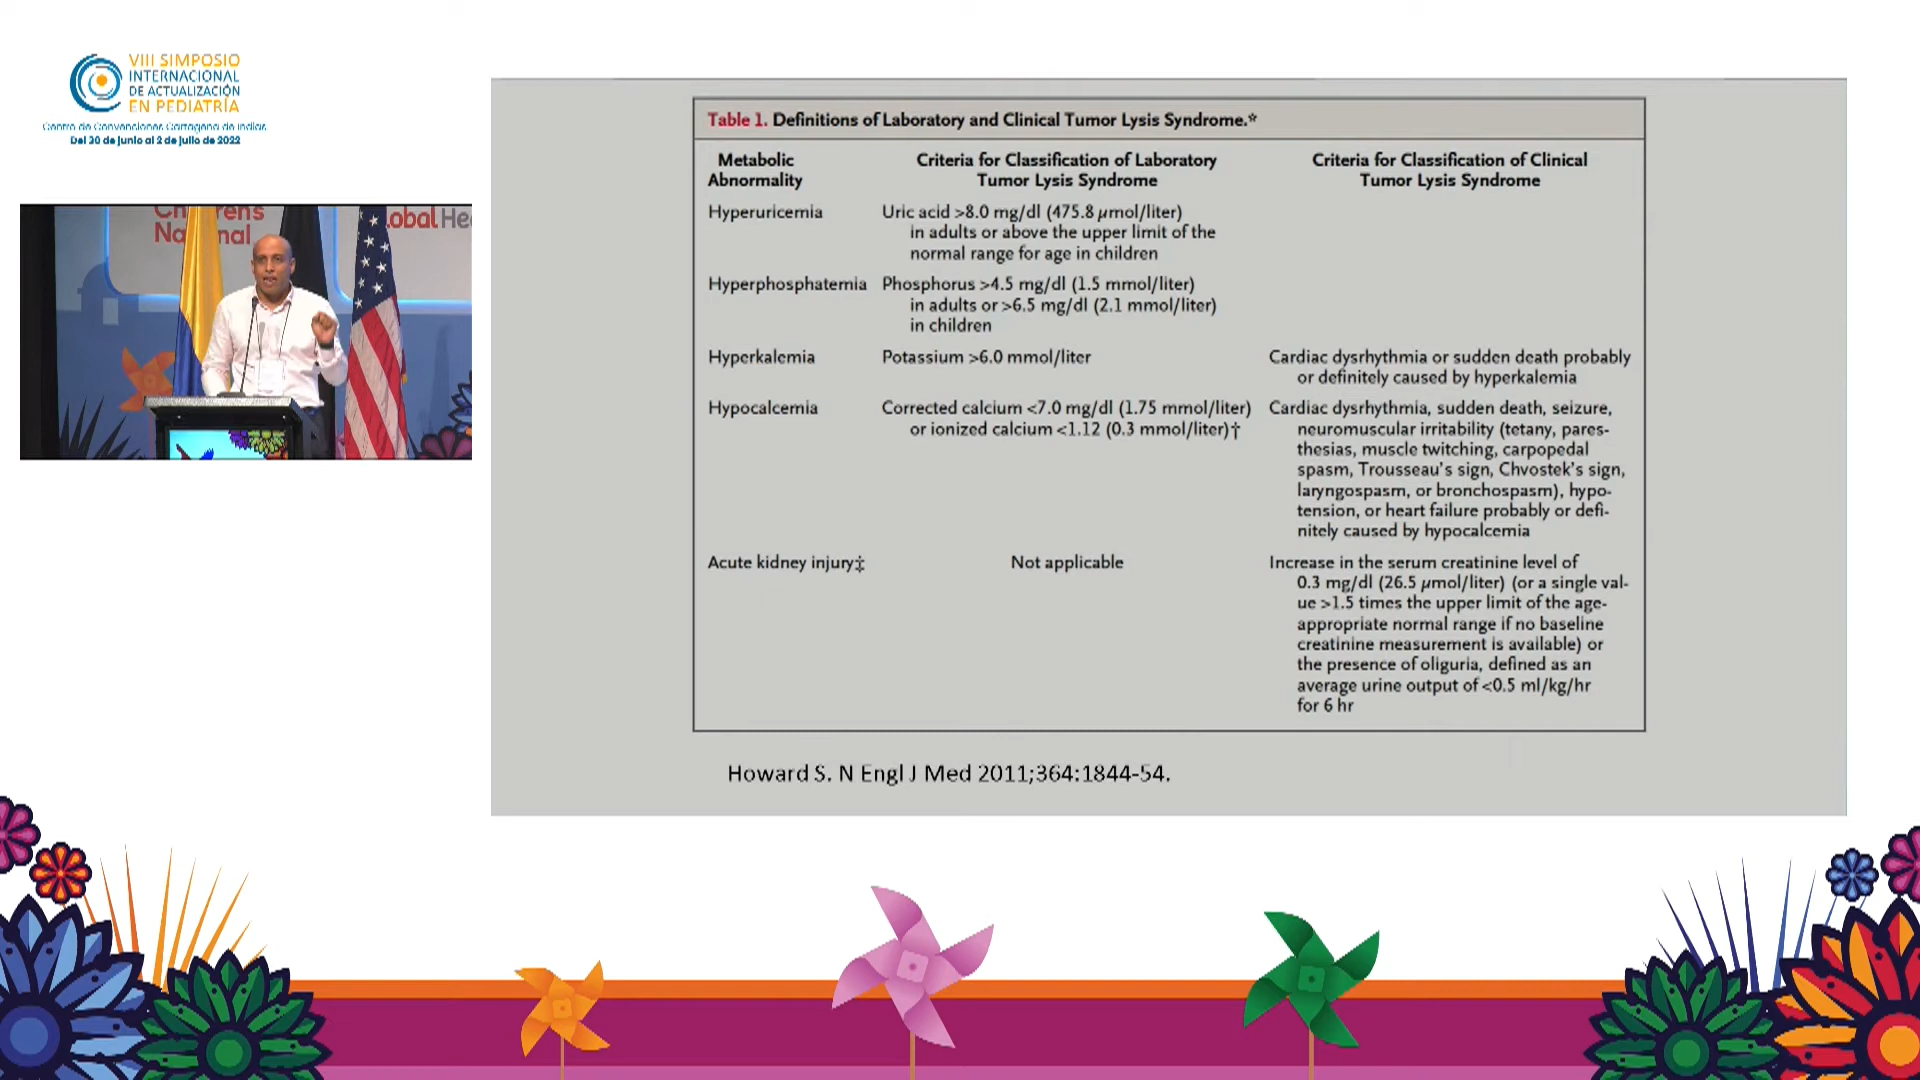 VIII SIMPOSIO
INTERNACIONAL
DE ACTUALIZACIÓN
EN PEDIATRÍA
Centro de Convenciones Cartagena de Indias
Del 30 de junio al 2 de julio de 2022
Table 1. Definitions of Laboratory and Clinical Tumor Lysis Syndrome.*
Metabolic
Abnormality
Criteria for Classification of Laboratory
Tumor Lysis Syndrome
Criteria for Classification of Clinical
Tumor Lysis Syndrome
Hyperuricemia
Uric acid >8.0 mg/dl (475.8 μmol/liter)
in adults or above the upper limit of the
normal range for age in children
Hyperphosphatemia
Phosphorus >4.5 mg/dl (1.5 mmol/liter)
in adults or >6.5 mg/dl (2.1 mmol/liter)
in children
Hyperkalemia
Potassium >6.0 mmol/liter
Cardiac dysrhythmia or sudden death probably
or definitely caused by hyperkalemia
Hypocalcemia
Corrected calcium <7.0 mg/dl (1.75 mmol/liter)
or ionized calcium <1.12 (0.3 mmol/liter)†
Cardiac dysrhythmia, sudden death, seizure,
neuromuscular irritability (tetany, pares-
thesias, muscle twitching, carpopedal
spasm, Trousseau's sign, Chvostek's sign,
laryngospasm, or bronchospasm), hypo-
tension, or heart failure probably or defi-
nitely caused by hypocalcemia
Acute kidney injury‡
Not applicable
Increase in the serum creatinine level of
0.3 mg/dl (26.5 μmol/liter) (or a single val-
ue >1.5 times the upper limit of the age-
appropriate normal range if no baseline
creatinine measurement is available) or
the presence of oliguria, defined as an
average urine output of <0.5 ml/kg/hr
for 6 hr
Howard S. N Engl J Med 2011;364:1844-54.